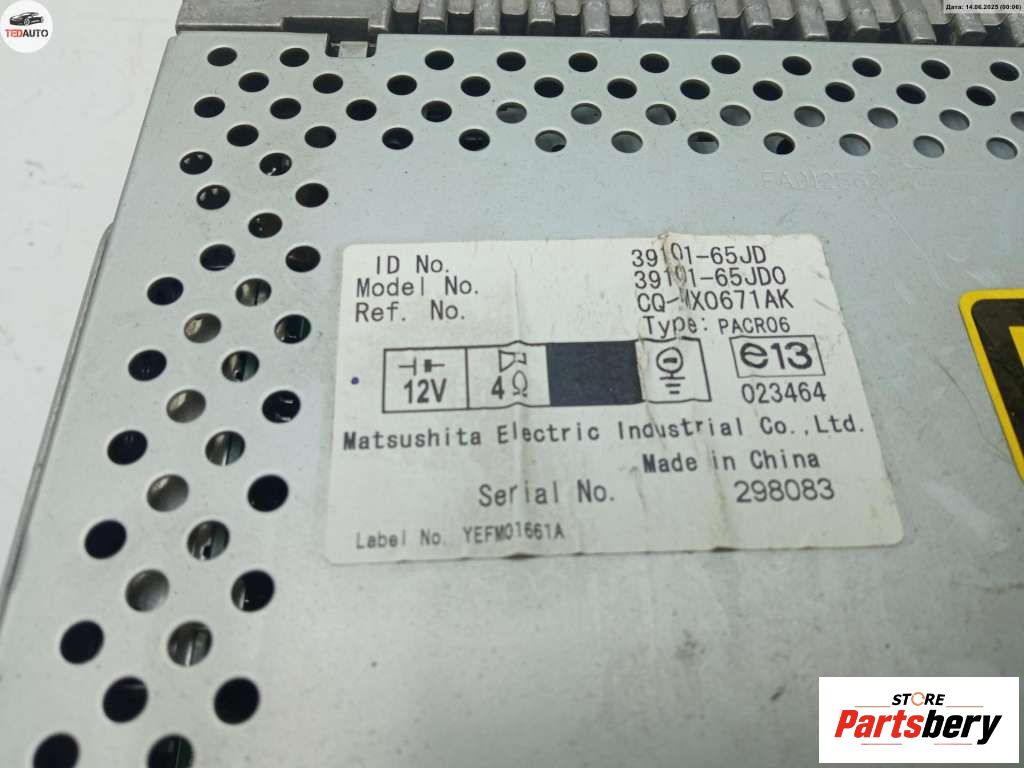 TEDAUTO
Дата: 14.06.2025 (00:06)
ID No. 39101-65JD
Model No. 39101-65JD0
Ref. No. CQ-MX0671AK
Type: PACR06
12V 4Ω e13
023464
Matsushita Electric Industrial Co.,Ltd.
Made in China
Serial No. 298083
Label No. YEFM01661A
STORE
Partsbery